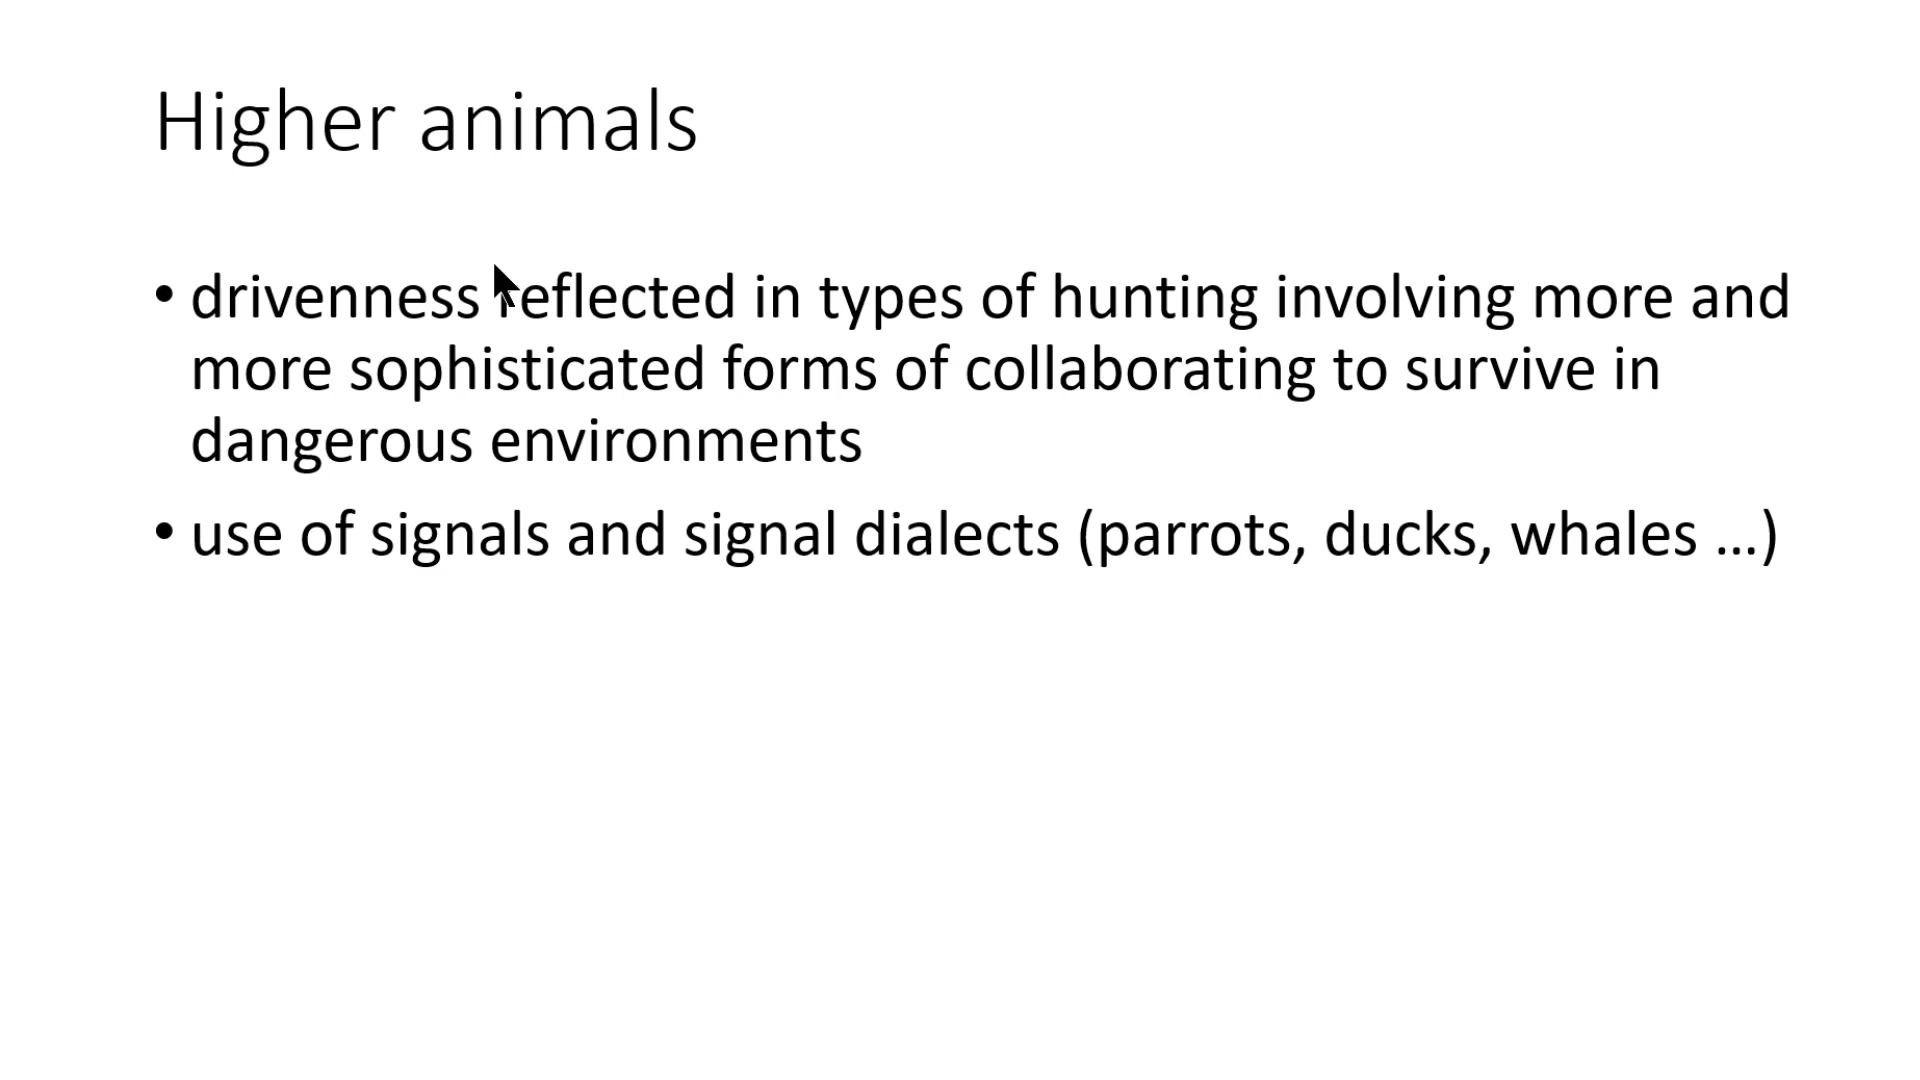 Higher animals
• drivenness reflected in types of hunting involving more and
more sophisticated forms of collaborating to survive in
dangerous environments
• use of signals and signal dialects (parrots, ducks, whales ...)